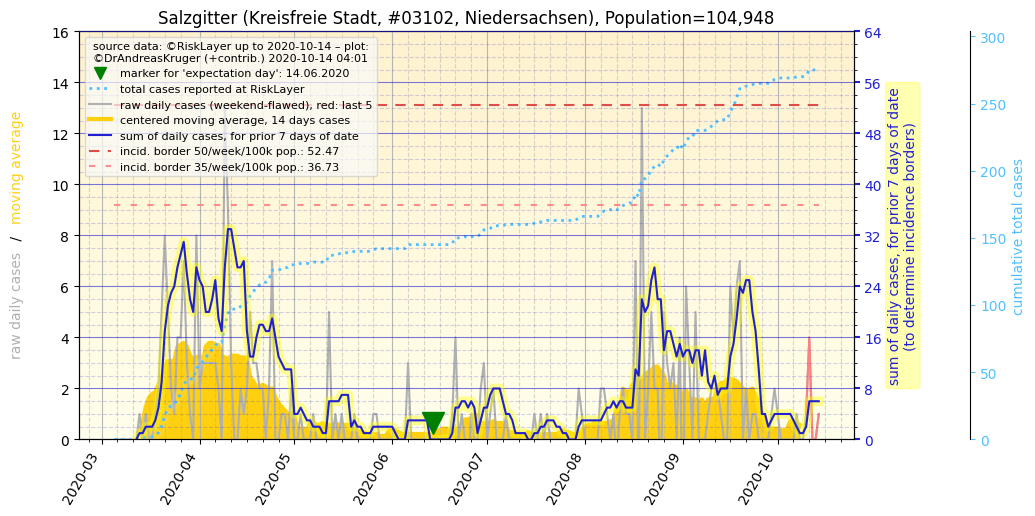 Salzgitter (Kreisfreie Stadt, #03102, Niedersachsen), Population=104,948
source data: ©RiskLayer up to 2020-10-14 – plot:
©DrAndreasKruger (+contrib.) 2020-10-14 04:01
marker for 'expectation day': 14.06.2020
total cases reported at RiskLayer
raw daily cases (weekend-flawed), red: last 5
centered moving average, 14 days cases
sum of daily cases, for prior 7 days of date
incid. border 50/week/100k pop.: 52.47
incid. border 35/week/100k pop.: 36.73
raw daily cases / moving average
16
14
12
10
8
6
4
2
0
64
56
48
40
32
24
16
8
0
sum of daily cases, for prior 7 days of date
(to determine incidence borders)
300
250
200
150
100
50
0
cumulative total cases
2020-03
2020-04
2020-05
2020-06
2020-07
2020-08
2020-09
2020-10